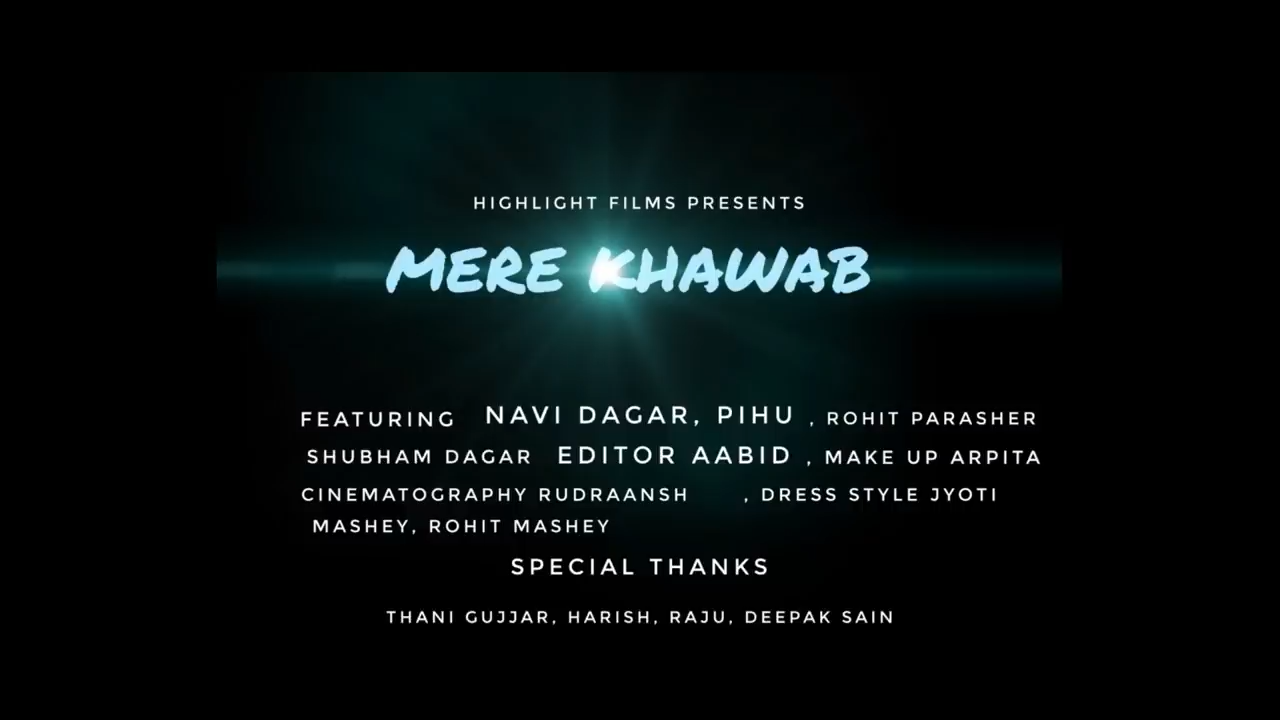 HIGHLIGHT FILMS PRESENTS
MERE KHAWAB
FEATURING NAVI DAGAR, PIHU , ROHIT PARASHER
SHUBHAM DAGAR EDITOR AABID , MAKE UP ARPITA
CINEMATOGRAPHY RUDRAANSH , DRESS STYLE JYOTI
MASHEY, ROHIT MASHEY
SPECIAL THANKS
THANI GUJJAR, HARISH, RAJU, DEEPAK SAIN